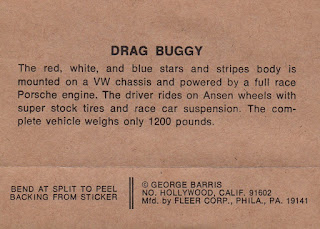 DRAG BUGGY
The red, white, and blue stars and stripes body is
mounted on a VW chassis and powered by a full race
Porsche engine. The driver rides on Ansen wheels with
super stock tires and race car suspension. The com-
plete vehicle weighs only 1200 pounds.
BEND AT SPLIT TO PEEL
BACKING FROM STICKER
© GEORGE BARRIS
NO. HOLLYWOOD, CALIF. 91602
Mfd. by FLEER CORP., PHILA., PA. 19141